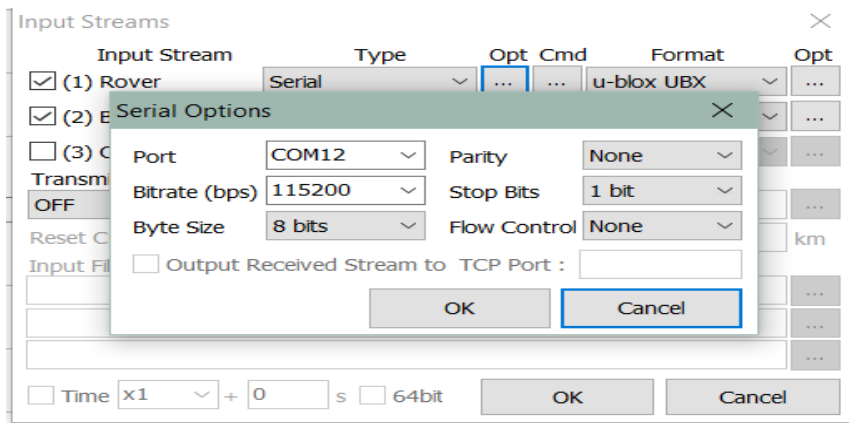 Input Streams
Input Stream Type Opt Cmd Format Opt
(1) Rover Serial ... ... u-blox UBX ...
(2) ...
Serial Options
(3) ...
Port COM12 Parity None
Transmi
Bitrate (bps) 115200 Stop Bits 1 bit
OFF ...
Byte Size 8 bits Flow Control None
Reset C km
Output Received Stream to TCP Port :
Input Fil
...
OK Cancel
...
...
Time x1 + 0 s 64bit OK Cancel